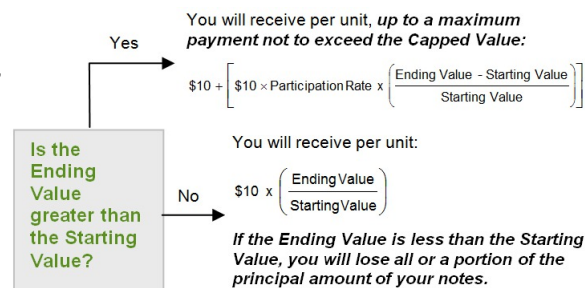 You will receive per unit, up to a maximum
payment not to exceed the Capped Value:
Yes
$10 + [ $10 × Participation Rate x ( Ending Value - Starting Value / Starting Value ) ]
Is the
Ending
Value
greater than
the Starting
Value?
No
You will receive per unit:
$10 x ( Ending Value / Starting Value )
If the Ending Value is less than the Starting
Value, you will lose all or a portion of the
principal amount of your notes.